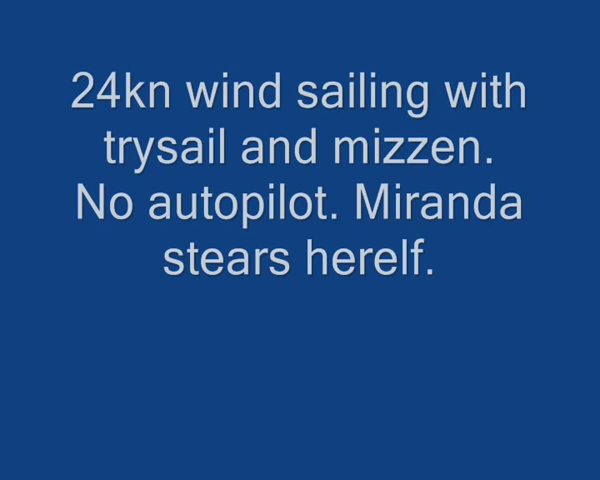 24kn wind sailing with
trysail and mizzen.
No autopilot. Miranda
stears herelf.